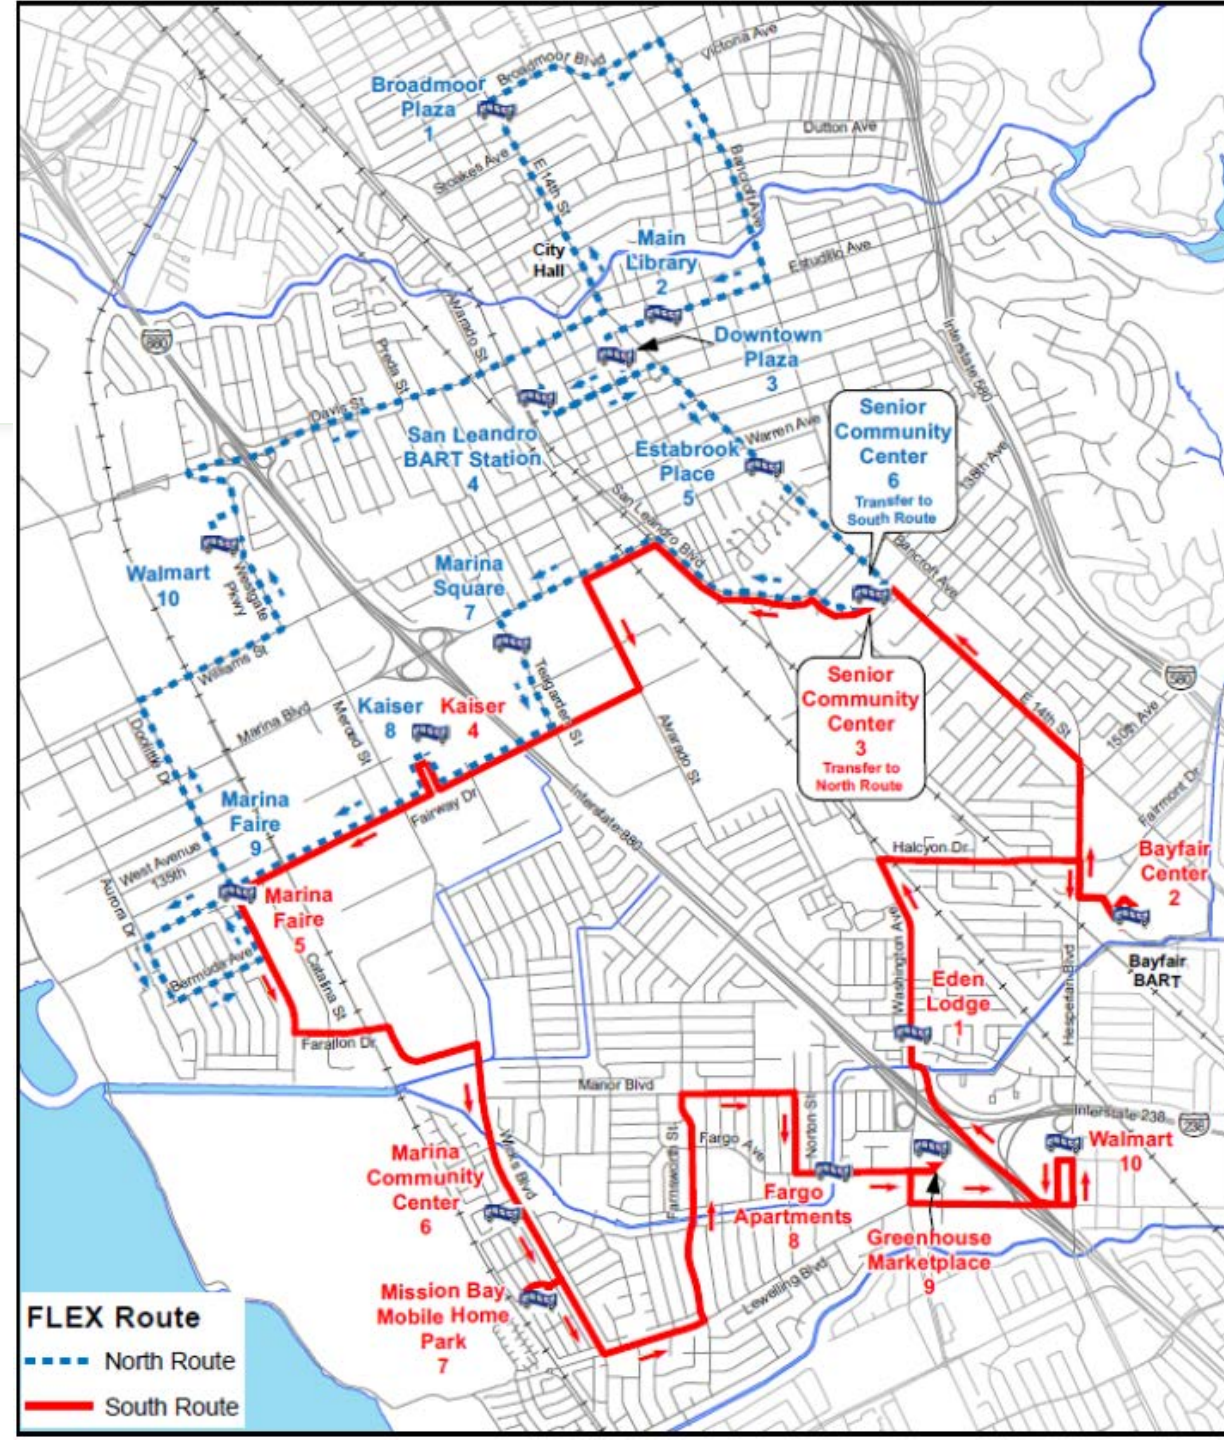 Victoria Ave
Broadmoor Blvd
Broadmoor
Plaza
1
Dutton Ave
Stoakes Ave
E 14th St
Bancroft Ave
City
Hall
Main
Library
2
Estudillo Ave
Alvarado St
Preda St
880
Downtown
Plaza
3
Interstate 580
Davis St
San Leandro
BART Station
4
Estabrook
Place
5
Warren Ave
Senior
Community
Center
6
Transfer to
South Route
138th Ave
San Leandro Blvd
Bancroft Ave
Walmart
10
Westgate
Pkwy
Marina
Square
7
Williams St
Teagarden St
Marina Blvd
Merced St
Doolittle Dr
Kaiser
8
Kaiser
4
Alvarado St
Senior
Community
Center
3
Transfer to
North Route
E 14th St
580
150th Ave
Fairmont Dr
Marina
Faire
9
Fairway Dr
Interstate 880
West Avenue
135th
Aurora Dr
Marina
Faire
5
Halcyon Dr
Bayfair
Center
2
Washington Ave
Hesperian Blvd
Bayfair
BART
Bermuda Ave
Catalina St
Eden
Lodge
1
Farallon Dr
Manor Blvd
Interstate 238
238
Norton St
Fargo Ave
Farnsworth St
Wicks Blvd
Walmart
10
Marina
Community
Center
6
Fargo
Apartments
8
Greenhouse
Marketplace
9
Lewelling Blvd
Mission Bay
Mobile Home
Park
7
FLEX Route
North Route
South Route